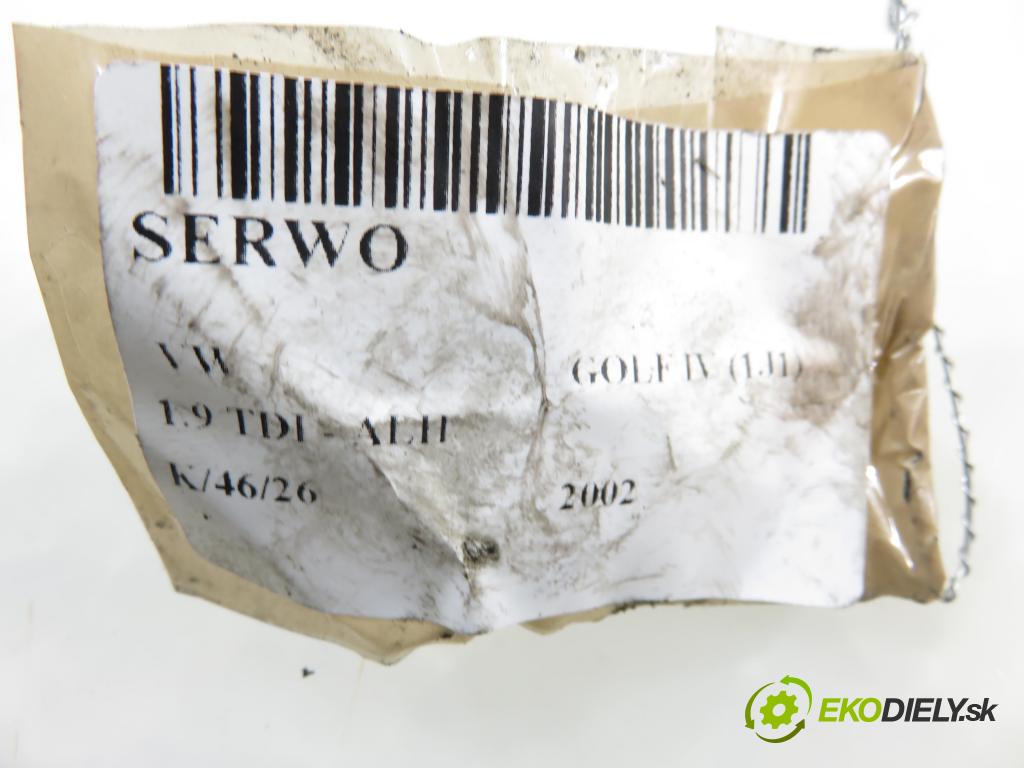 SERWO
VW GOLF IV (1J1)
1.9 TDI - ALH
K/46/26 2002
EKODIELY.sk